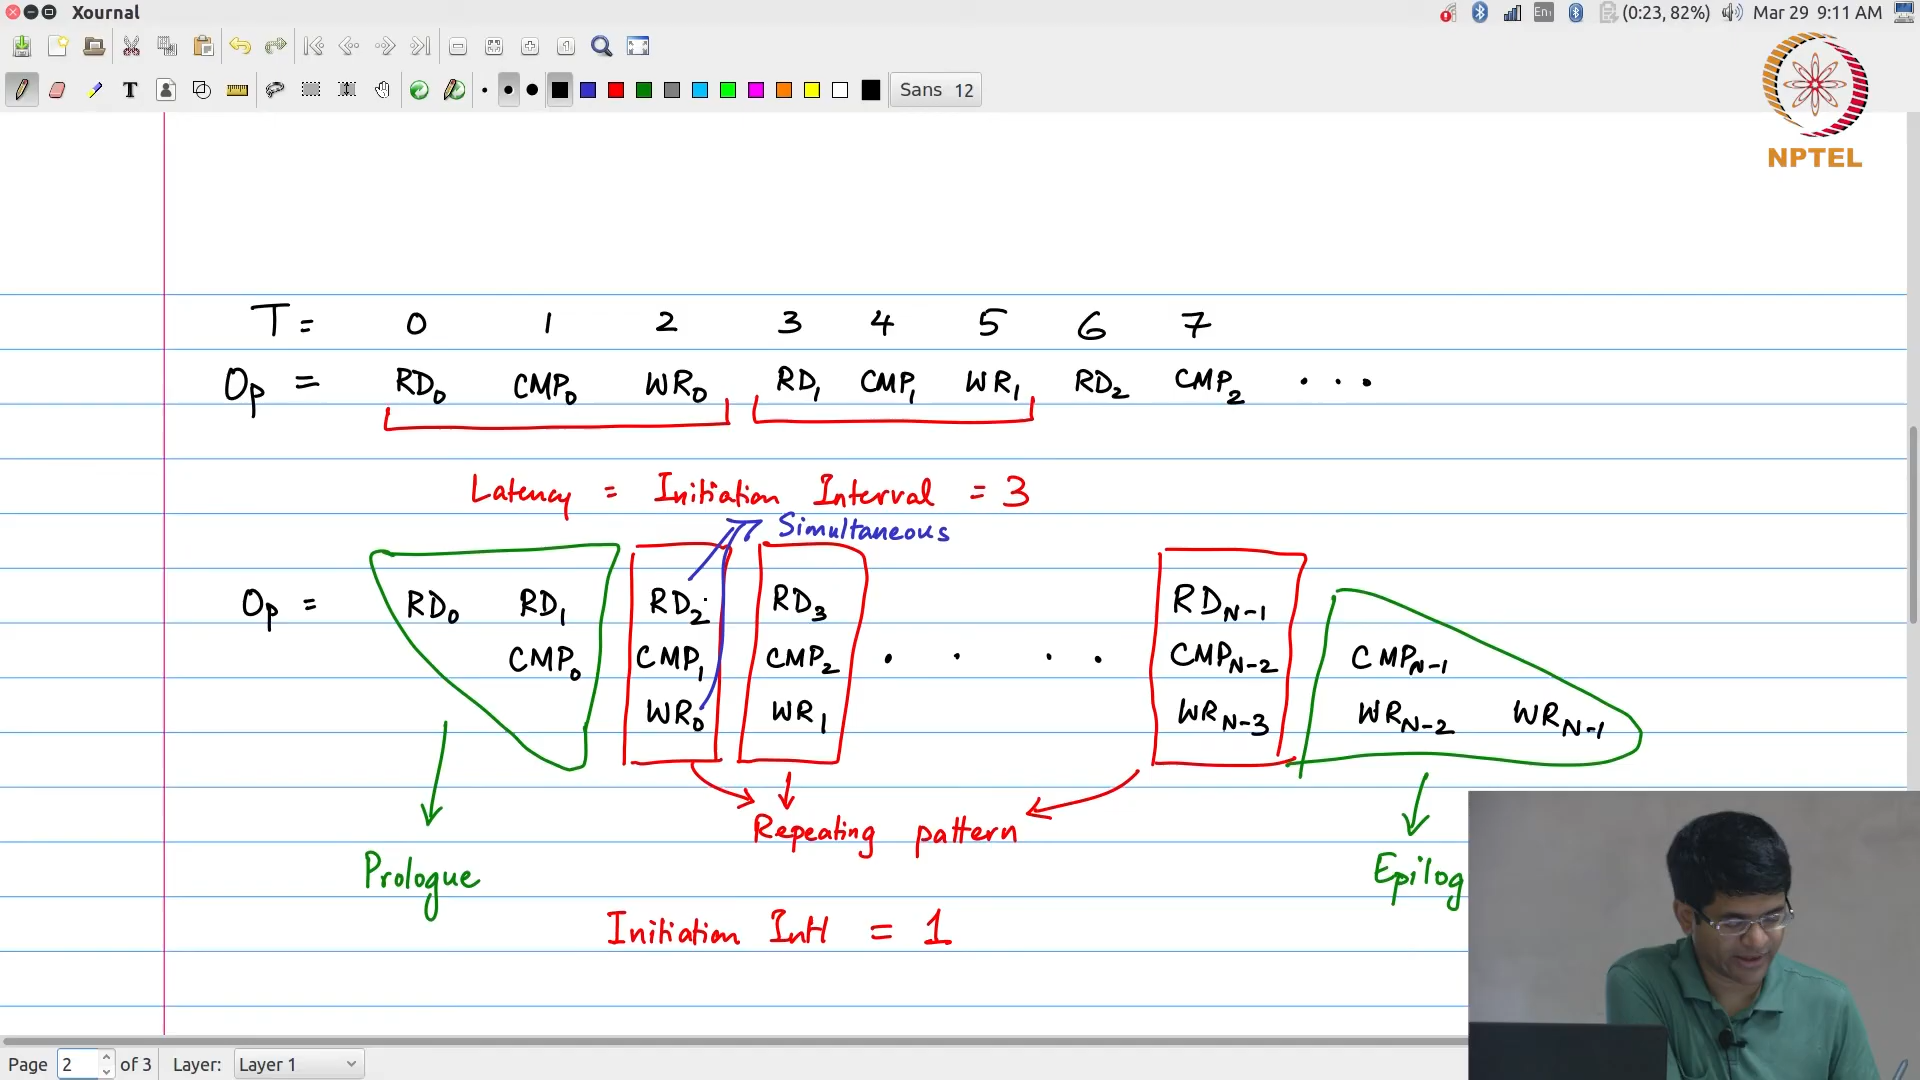 Xournal
En1
(0:23, 82%)
Mar 29 9:11 AM
T
Sans 12
NPTEL
T = 0 1 2 3 4 5 6 7
Op = RD0 CMP0 WR0 RD1 CMP1 WR1 RD2 CMP2 ...
Latency = Initiation Interval = 3
Simultaneous
Op = RD0 RD1 RD2 RD3 RDN-1
CMP0 CMP1 CMP2 . . . . CMPN-2 CMPN-1
WR0 WR1 WRN-3 WRN-2 WRN-1
Repeating pattern
Prologue
Epilog
Initiation Intl = 1
Page 2 of 3 Layer: Layer 1